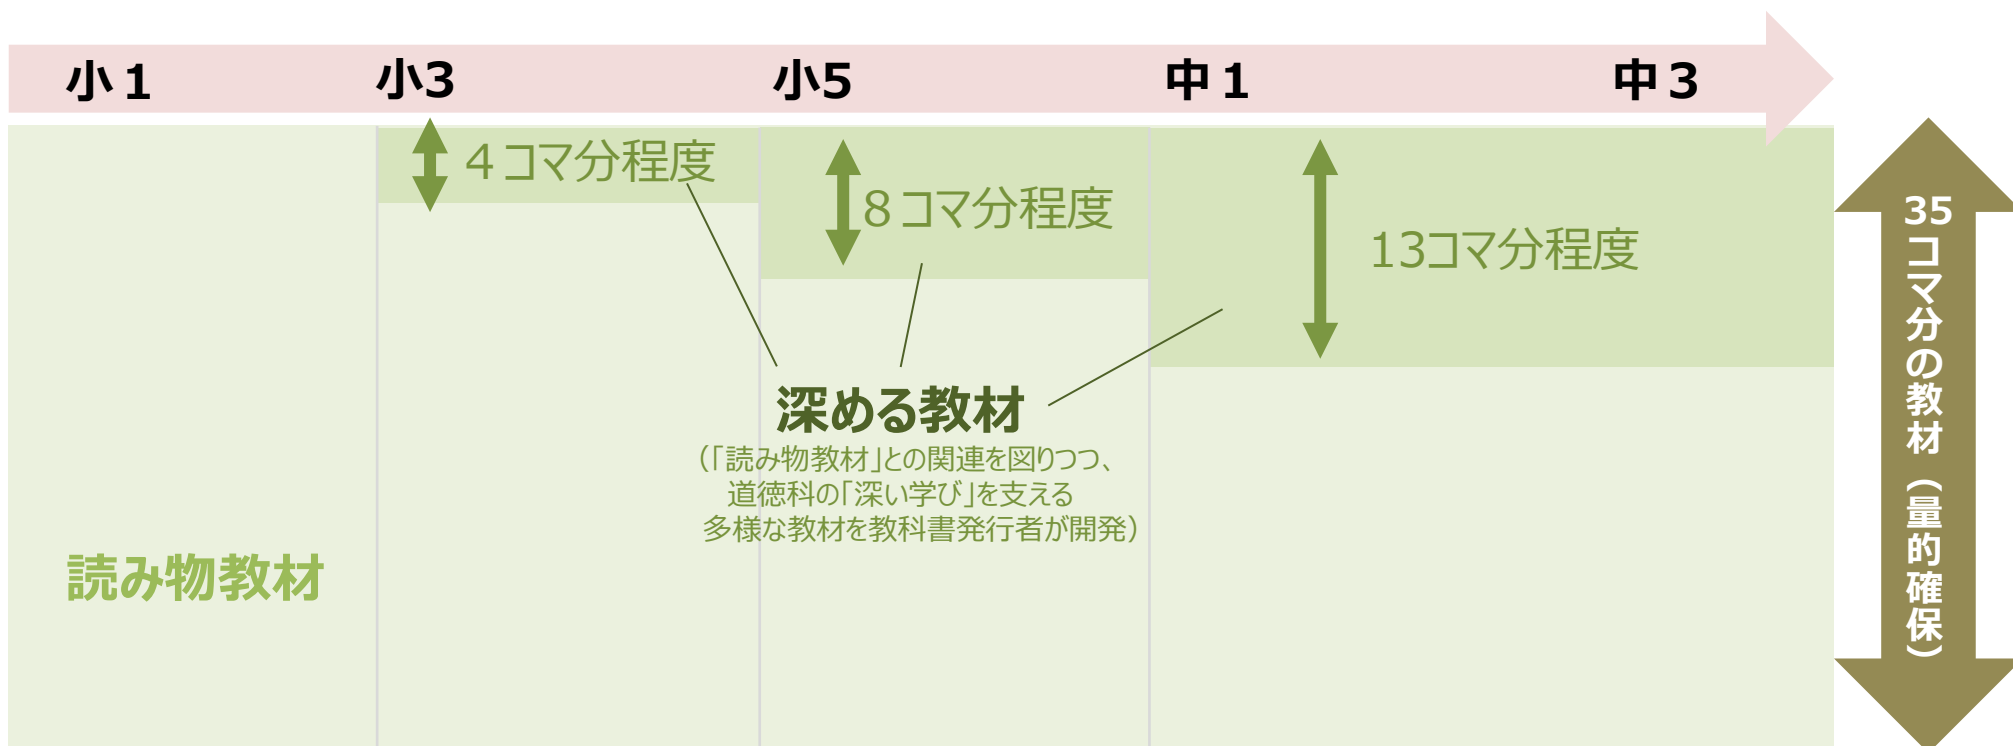 小１
小3
小5
中１
中３
４コマ分程度
８コマ分程度
13コマ分程度
深める教材
（「読み物教材」との関連を図りつつ、
道徳科の「深い学び」を支える
多様な教材を教科書発行者が開発）
読み物教材
35コマ分の教材（量的確保）